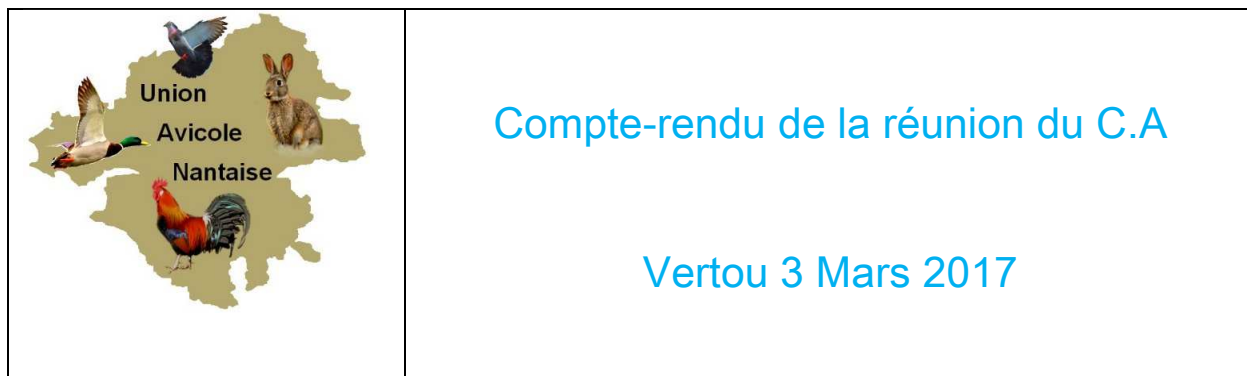 Union
Avicole
Nantaise
Compte-rendu de la réunion du C.A
Vertou 3 Mars 2017